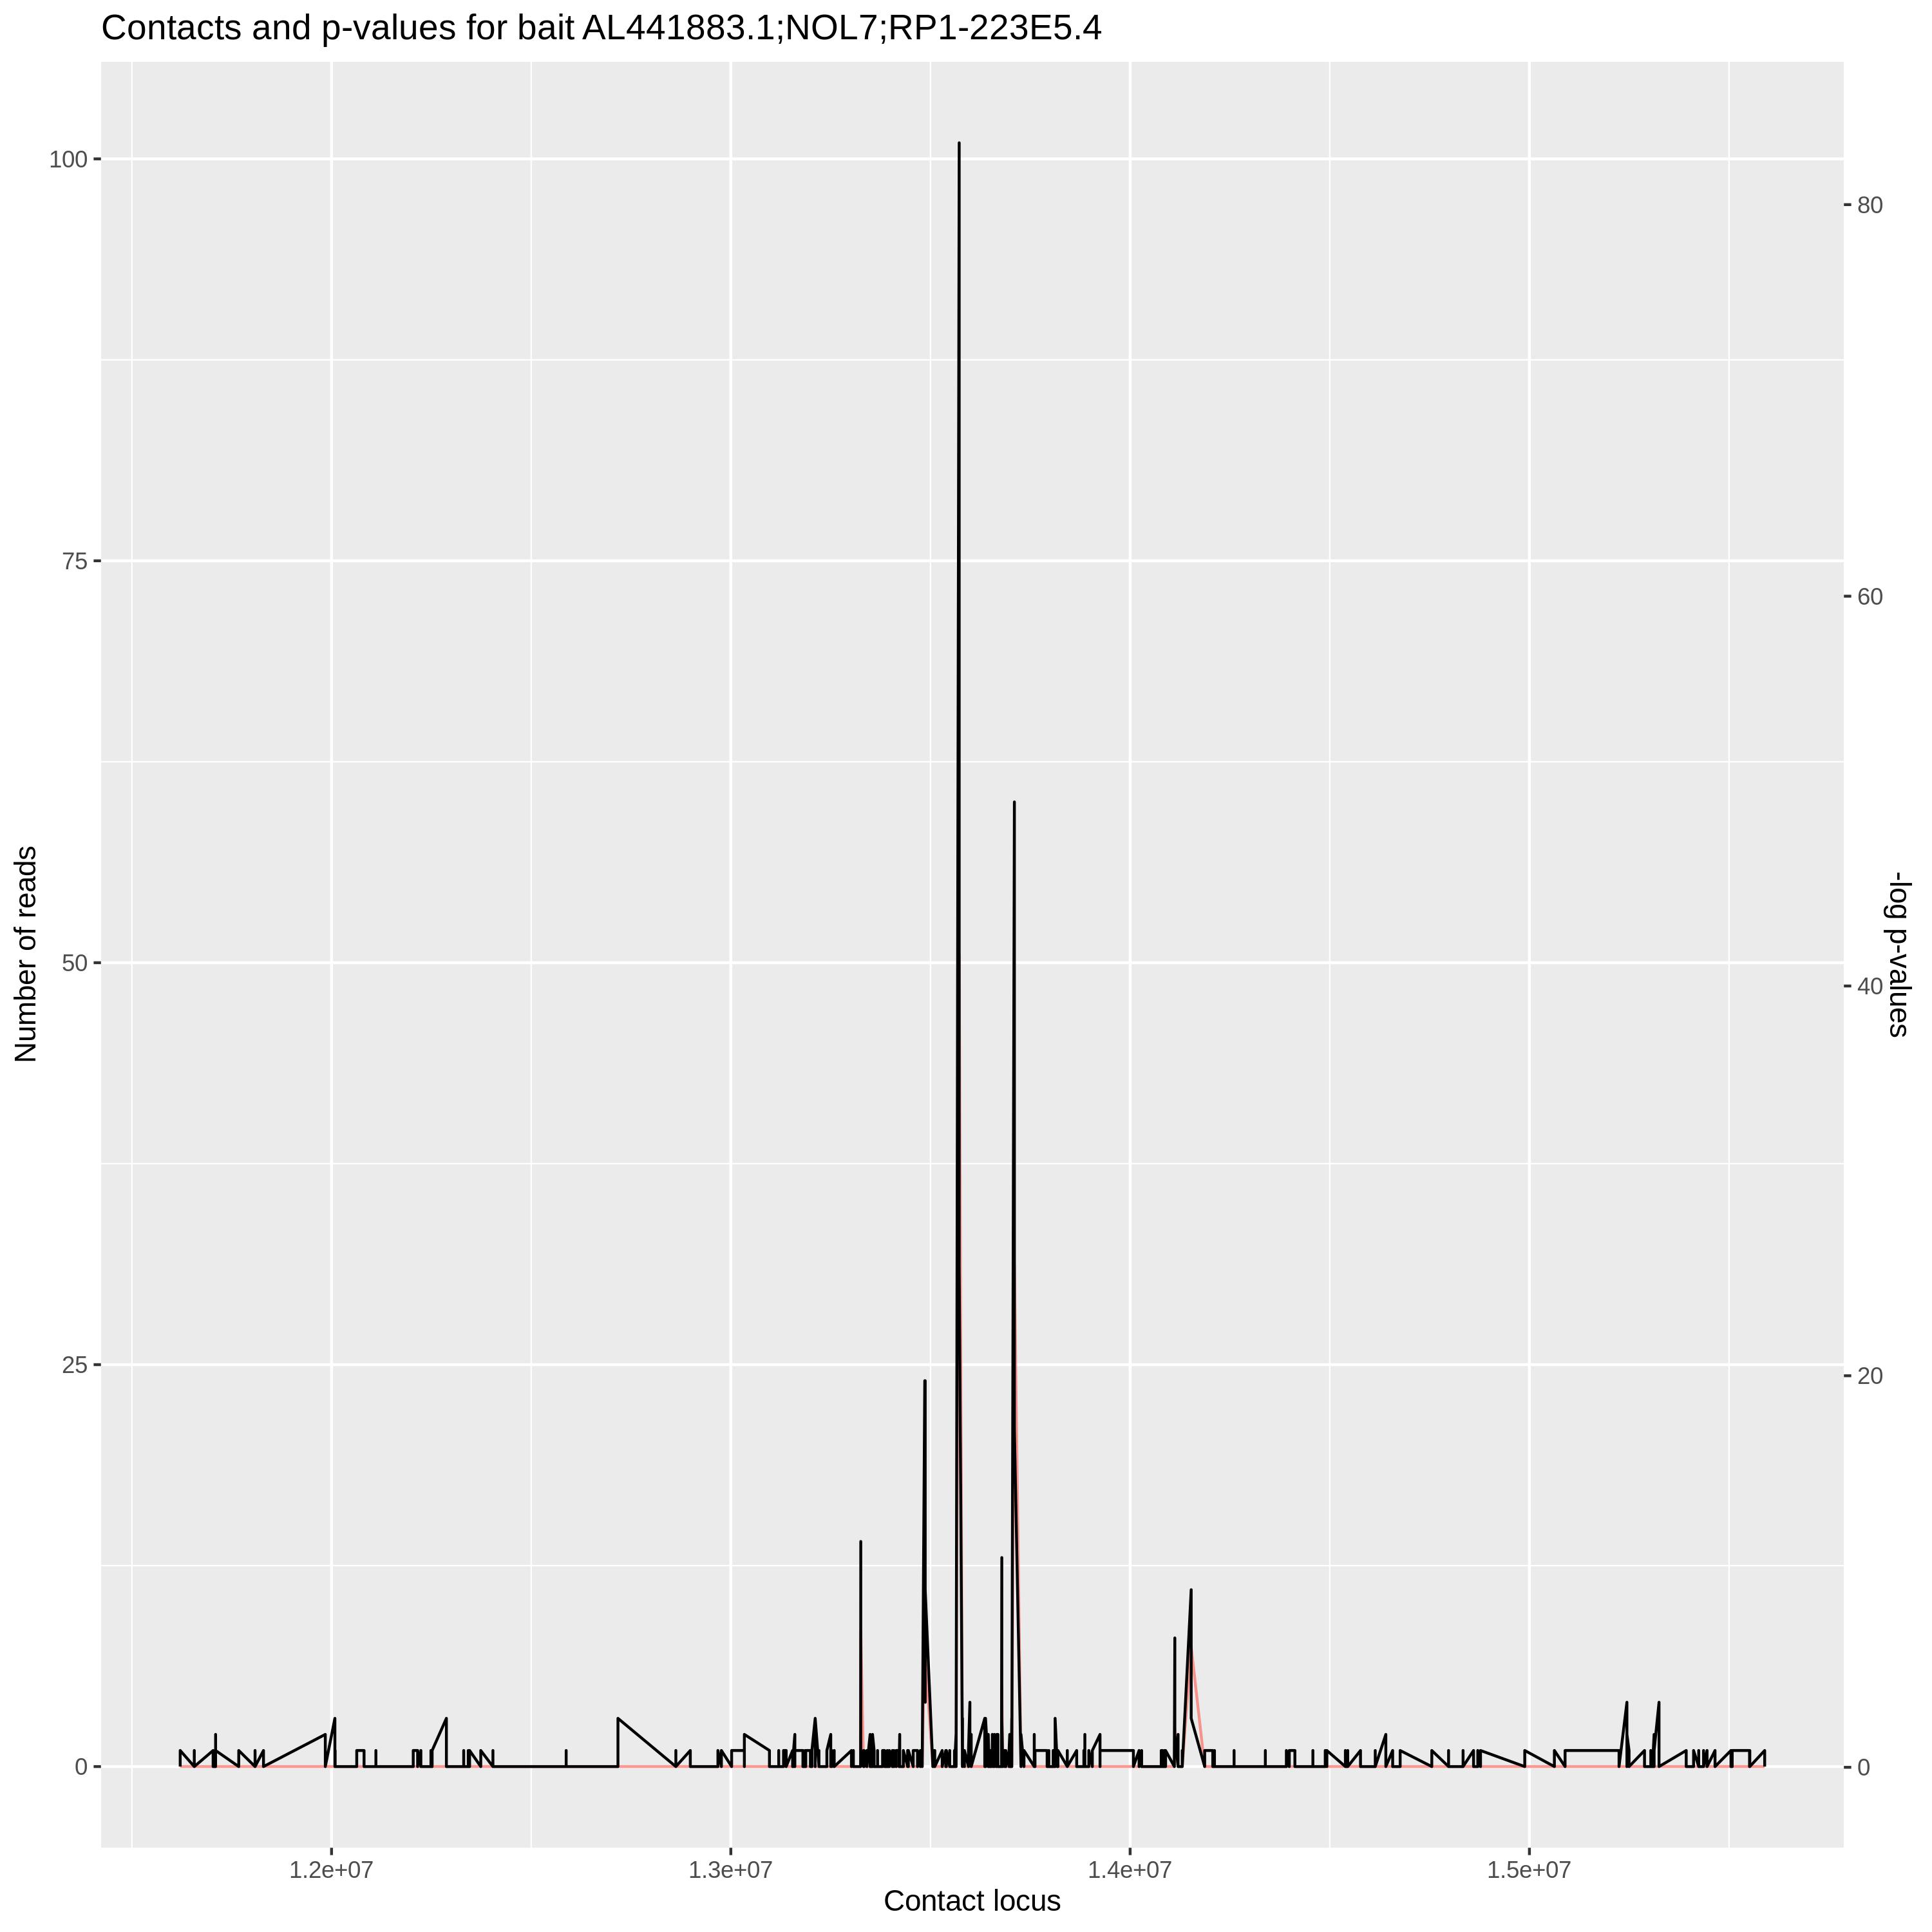 Contacts and p-values for bait AL441883.1;NOL7;RP1-223E5.4
100
75
50
25
0
Number of reads
80
60
40
20
0
-log p-values
1.2e+07 1.3e+07 1.4e+07 1.5e+07
Contact locus